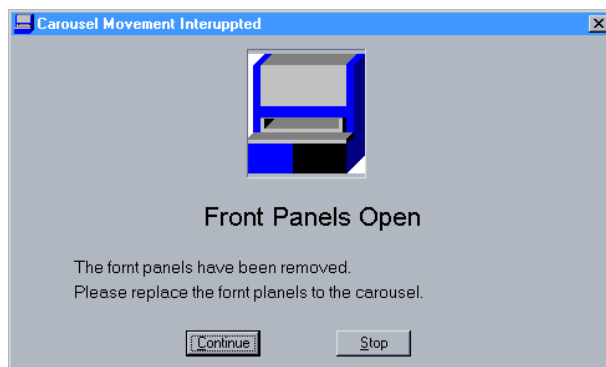 Carousel Movement Interuppted
Front Panels Open
The fornt panels have been removed.
Please replace the fornt planels to the carousel.
Continue
Stop